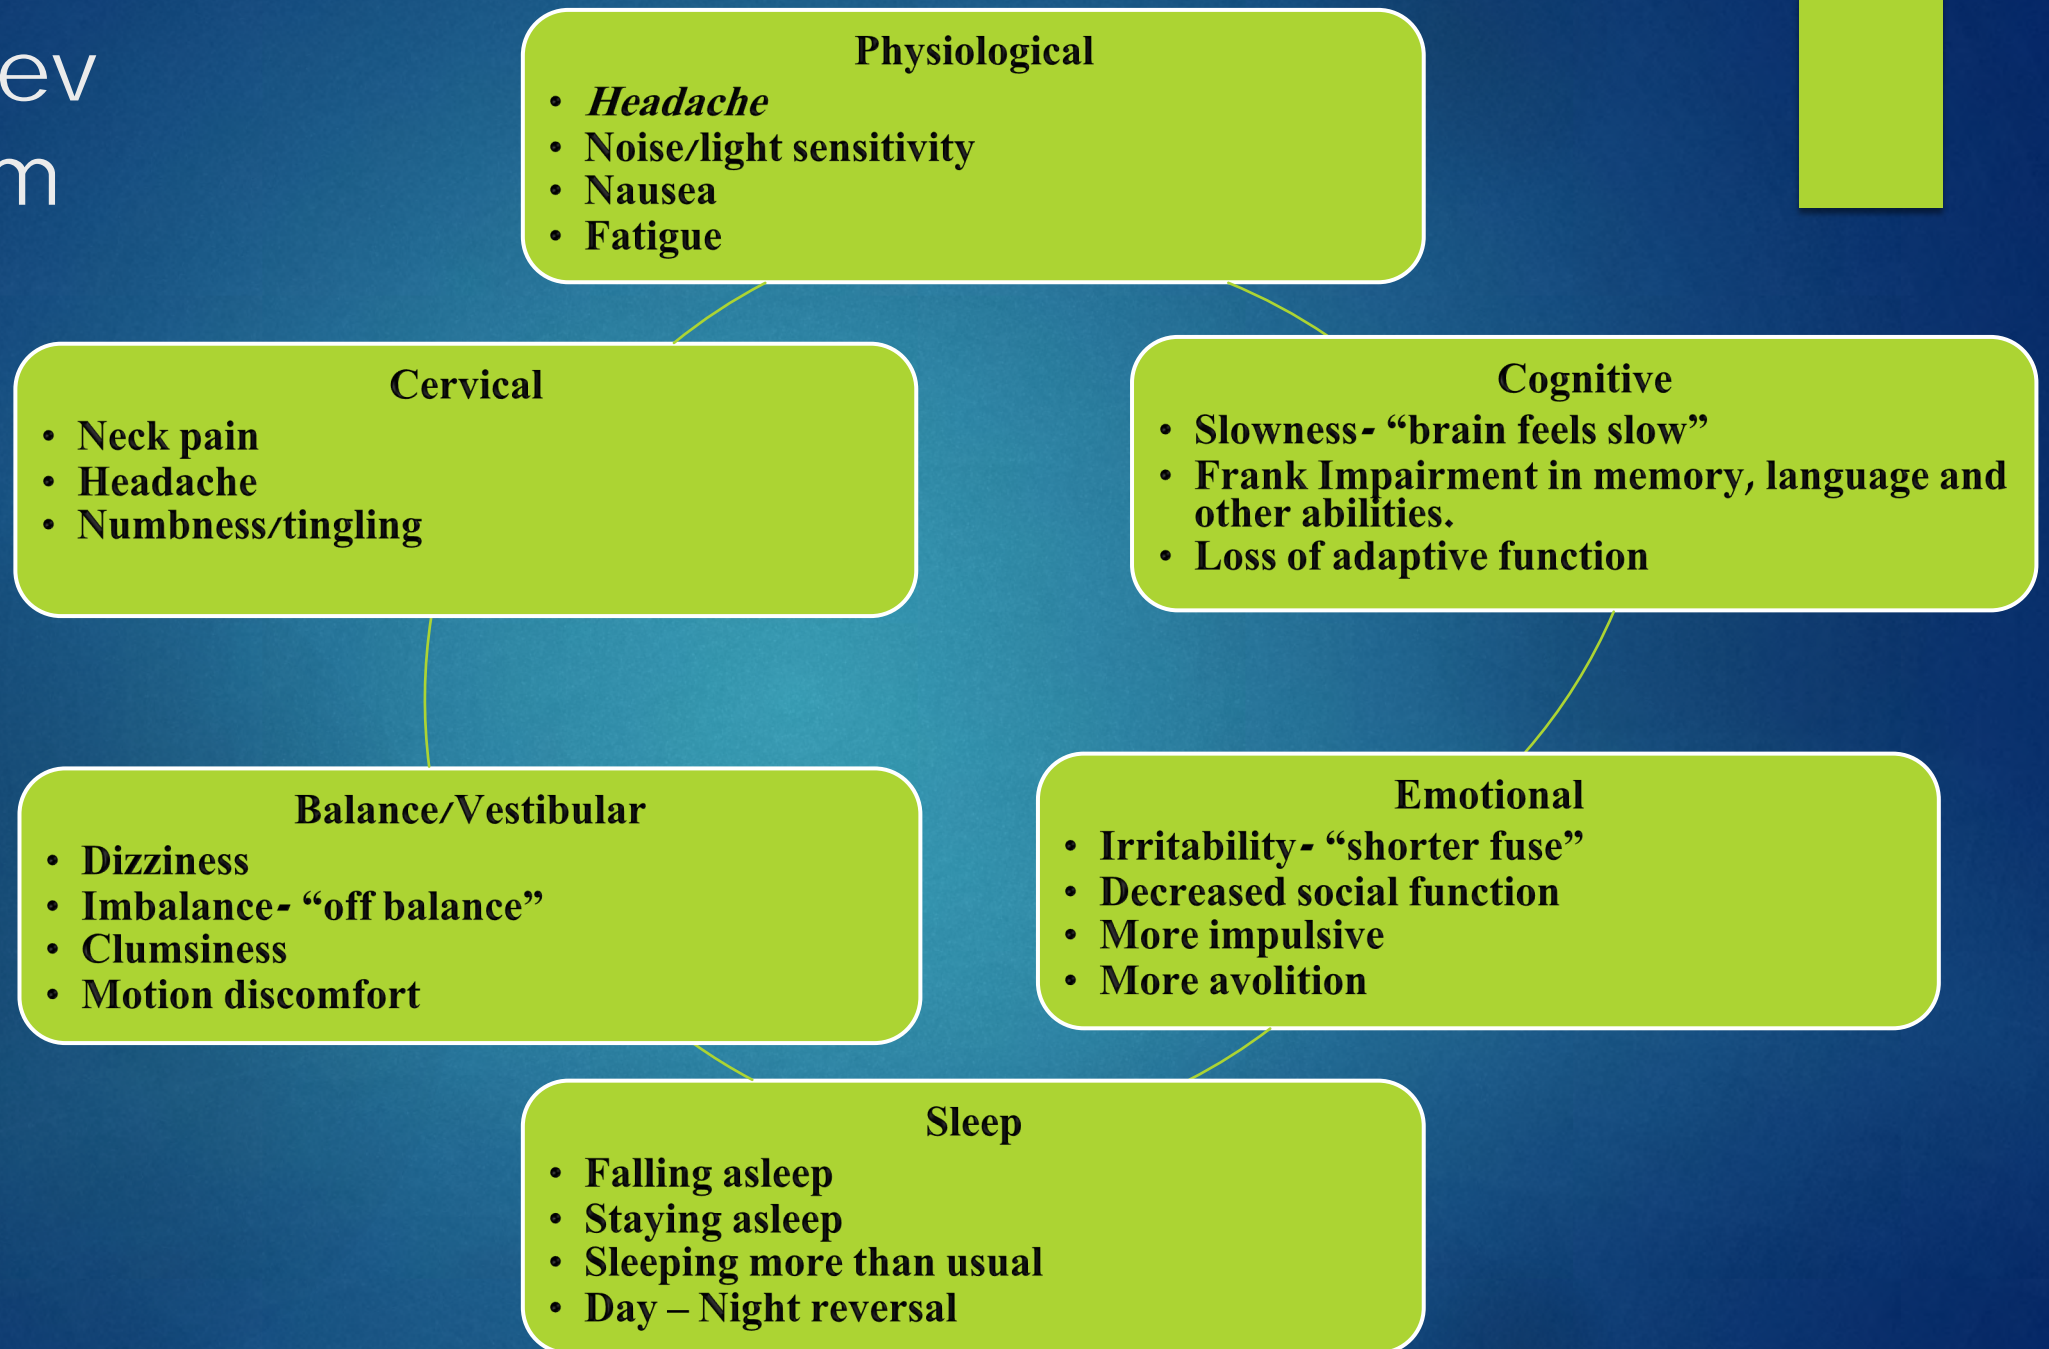 ev
m
Physiological
• Headache
• Noise/light sensitivity
• Nausea
• Fatigue
Cognitive
• Slowness- “brain feels slow”
• Frank Impairment in memory, language and
other abilities.
• Loss of adaptive function
Emotional
• Irritability- “shorter fuse”
• Decreased social function
• More impulsive
• More avolition
Sleep
• Falling asleep
• Staying asleep
• Sleeping more than usual
• Day – Night reversal
Balance/Vestibular
• Dizziness
• Imbalance- “off balance”
• Clumsiness
• Motion discomfort
Cervical
• Neck pain
• Headache
• Numbness/tingling